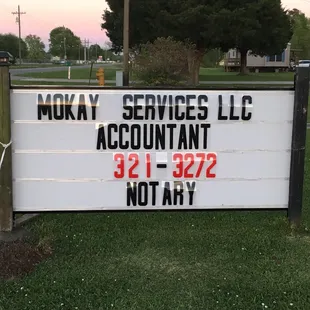 MOKAY SERVICES LLC
ACCOUNTANT
321-3272
NOTARY